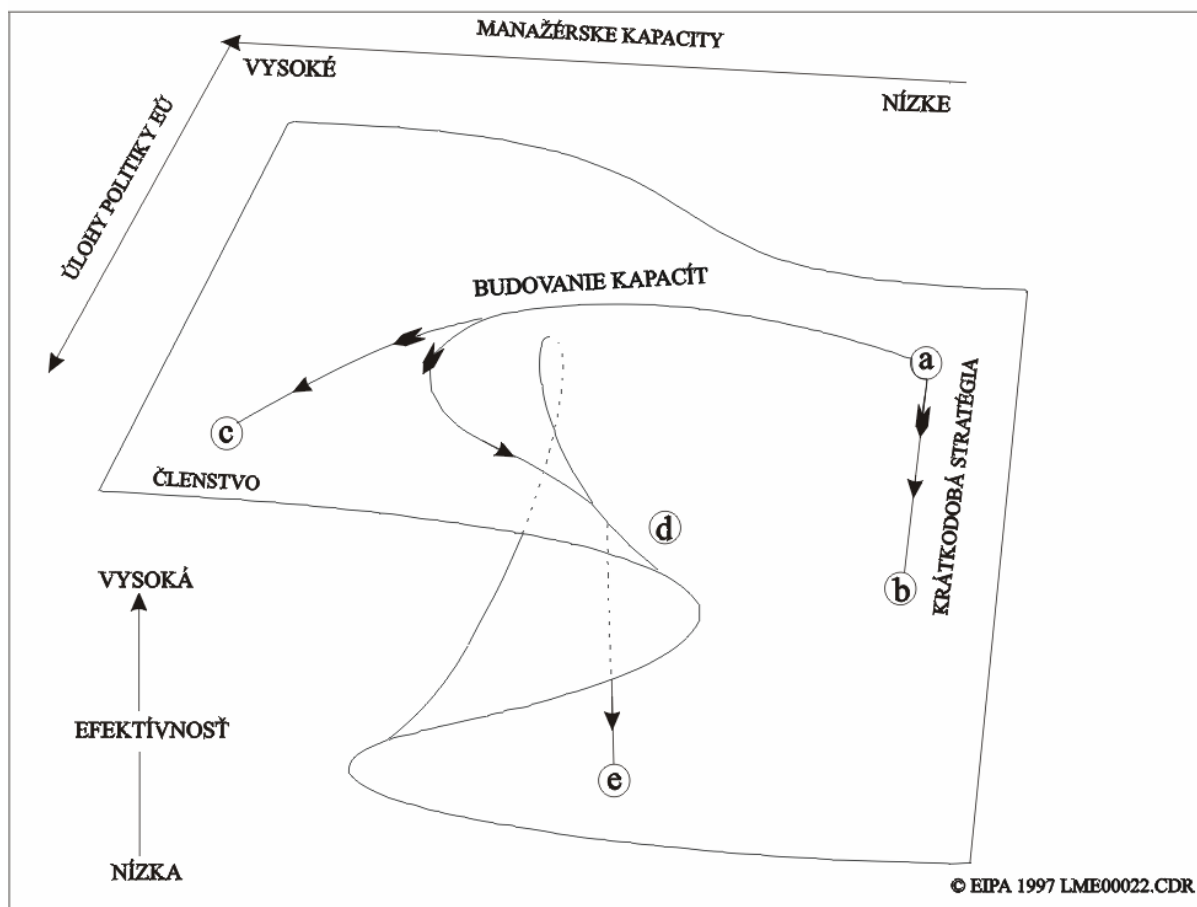 MANAŽÉRSKE KAPACITY
VYSOKÉ
NÍZKE
ÚLOHY POLITIKY EÚ
BUDOVANIE KAPACÍT
a
c
KRÁTKODOBÁ STRATÉGIA
ČLENSTVO
d
VYSOKÁ
b
EFEKTÍVNOSŤ
e
NÍZKA
© EIPA 1997 LME00022.CDR